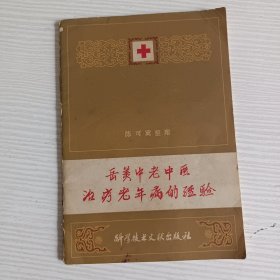 陈可冀整理
岳美中老中医
治疗老年病的经验
科学技术文献出版社